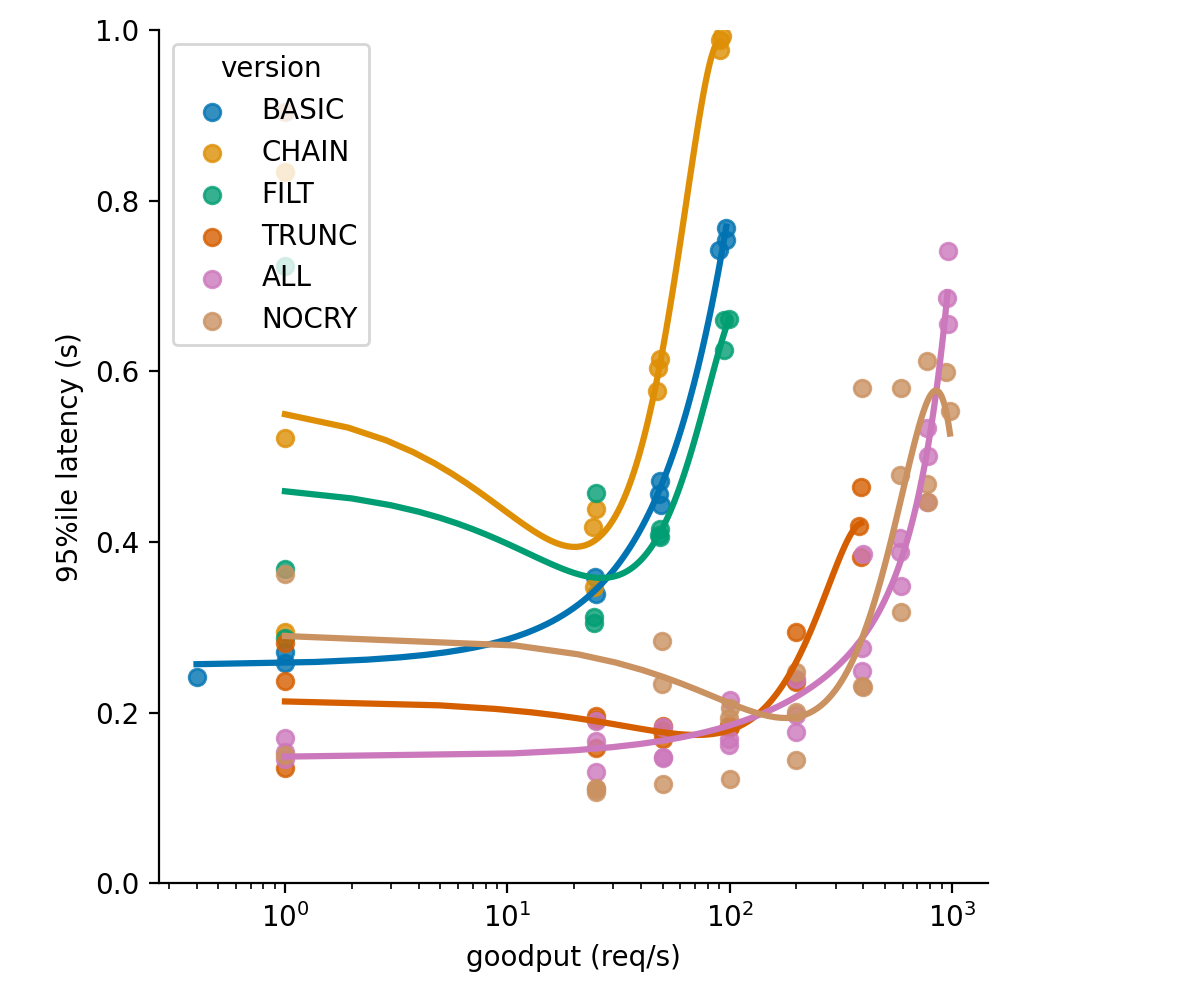 1.0
0.8
0.6
0.4
0.2
0.0
95%ile latency (s)
version
BASIC
CHAIN
FILT
TRUNC
ALL
NOCRY
10⁰
10¹
10²
10³
goodput (req/s)